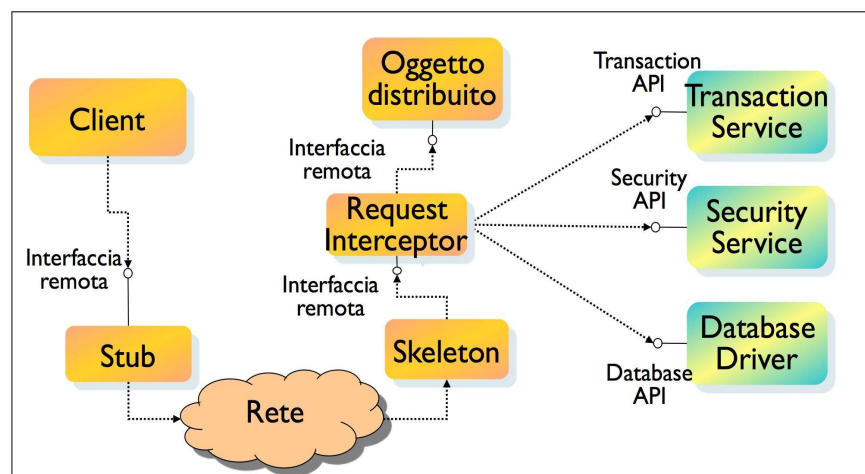 Client
Interfaccia
remota
Stub
Rete
Oggetto
distribuito
Interfaccia
remota
Request
Interceptor
Interfaccia
remota
Skeleton
Transaction
API
Transaction
Service
Security
API
Security
Service
Database
Driver
Database
API